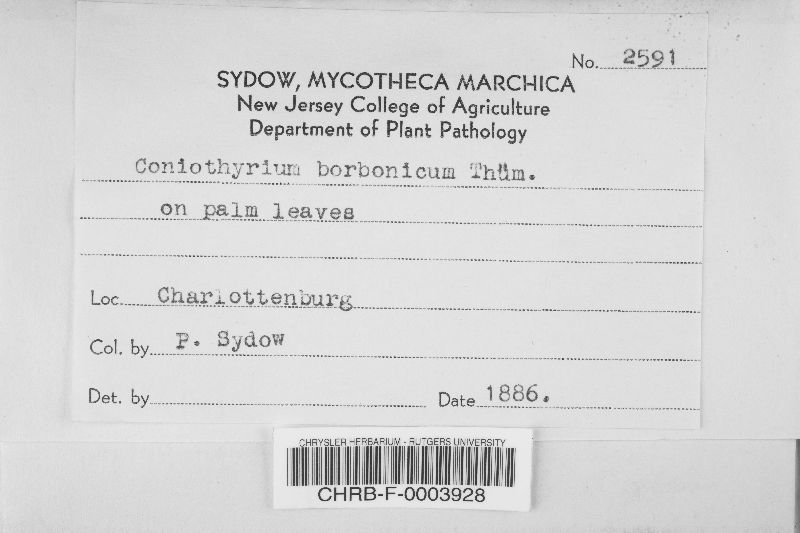 No. 2591
SYDOW, MYCOTHECA MARCHICA
New Jersey College of Agriculture
Department of Plant Pathology
Coniothyrium borbonicum Thüm.
on palm leaves
Loc. Charlottenburg
Col. by P. Sydow
Det. by
Date 1886.
CHRYSLER HERBARIUM - RUTGERS UNIVERSITY
CHRB-F-0003928